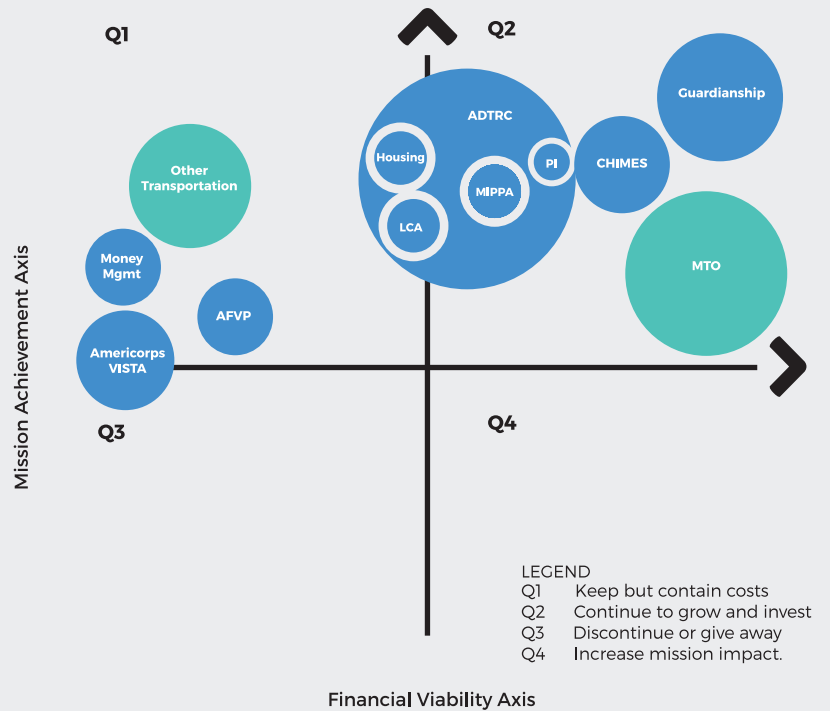 Q1
Q2
Guardianship
ADTRC
Housing
PI
CHIMES
MIPPA
LCA
Other
Transportation
Money
Mgmt
AFVP
MTO
Americorps
VISTA
Q3
Q4
Mission Achievement Axis
LEGEND
Q1 Keep but contain costs
Q2 Continue to grow and invest
Q3 Discontinue or give away
Q4 Increase mission impact.
Financial Viability Axis